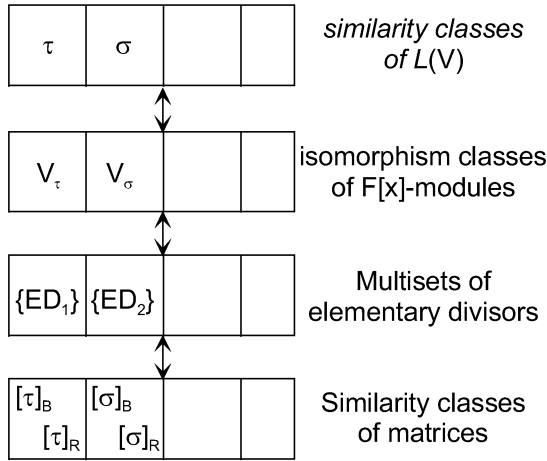 τ σ similarity classes
of L(V)
V_τ V_σ isomorphism classes
of F[x]-modules
{ED₁} {ED₂} Multisets of
elementary divisors
[τ]_B [σ]_B Similarity classes
[τ]_R [σ]_R of matrices